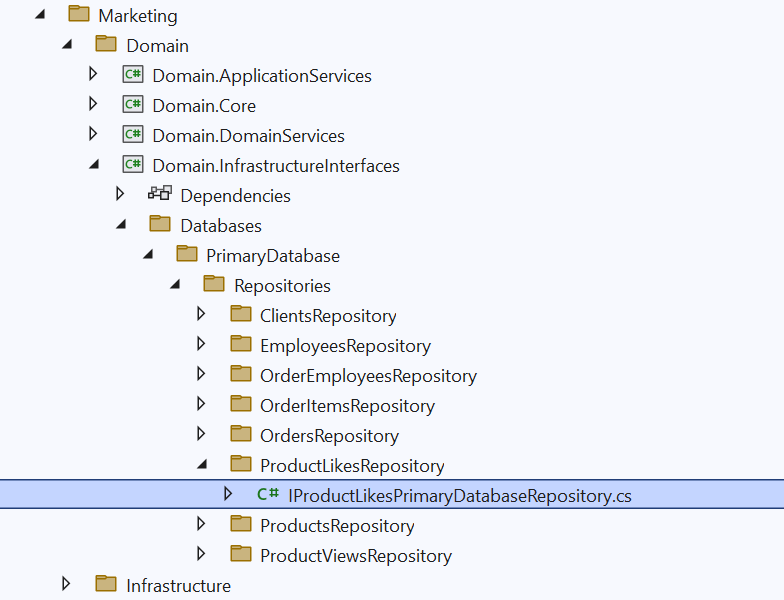 Marketing
Domain
C# Domain.ApplicationServices
C# Domain.Core
C# Domain.DomainServices
C# Domain.InfrastructureInterfaces
Dependencies
Databases
PrimaryDatabase
Repositories
ClientsRepository
EmployeesRepository
OrderEmployeesRepository
OrderItemsRepository
OrdersRepository
ProductLikesRepository
C# IProductLikesPrimaryDatabaseRepository.cs
ProductsRepository
ProductViewsRepository
Infrastructure